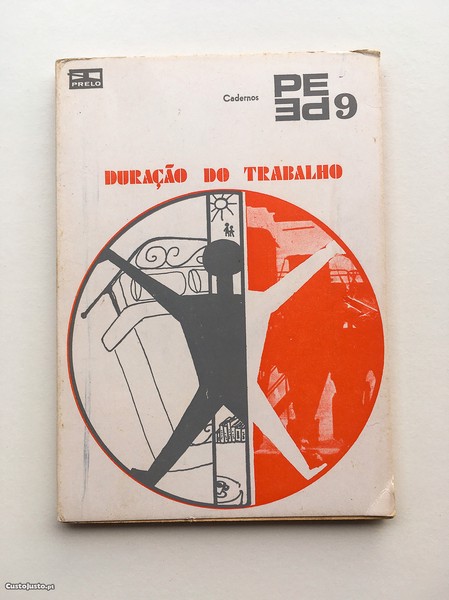 PRELO
Cadernos
PE
PE 9
DURAÇÃO DO TRABALHO
CustoJusto.pt